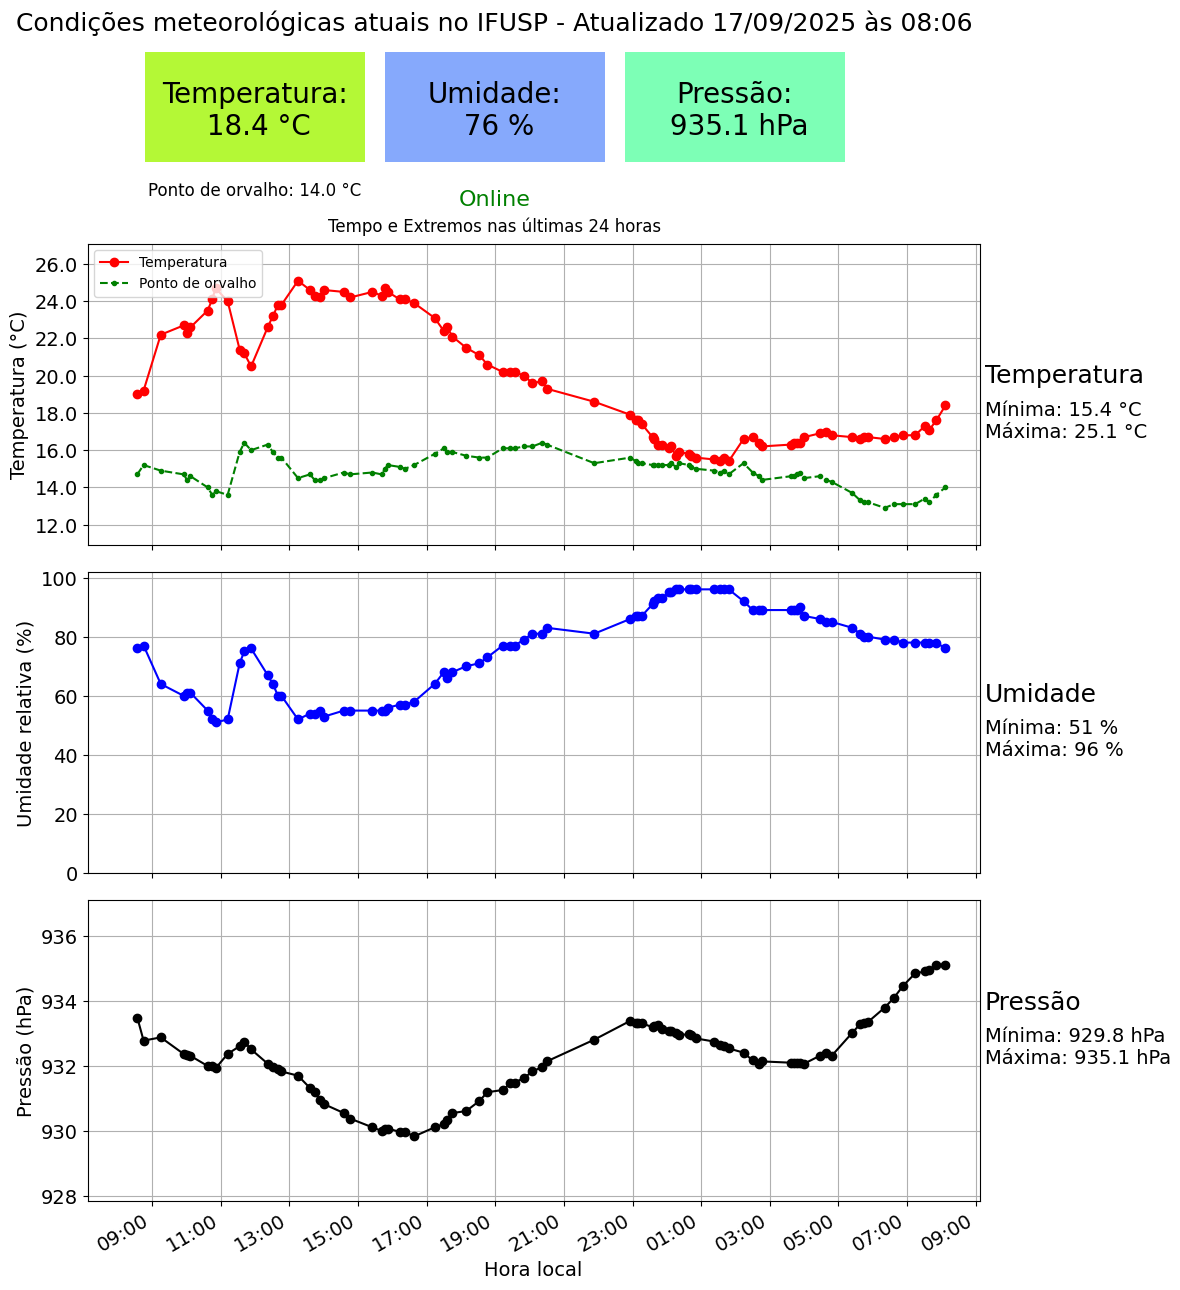 Condições meteorológicas atuais no IFUSP - Atualizado 17/09/2025 às 08:06
Temperatura:
18.4 °C
Umidade:
76 %
Pressão:
935.1 hPa
Ponto de orvalho: 14.0 °C
Online
Tempo e Extremos nas últimas 24 horas
Temperatura
Ponto de orvalho
Temperatura (°C)
26.0
24.0
22.0
20.0
18.0
16.0
14.0
12.0
Temperatura
Mínima: 15.4 °C
Máxima: 25.1 °C
Umidade relativa (%)
100
80
60
40
20
0
Umidade
Mínima: 51 %
Máxima: 96 %
Pressão (hPa)
936
934
932
930
928
Pressão
Mínima: 929.8 hPa
Máxima: 935.1 hPa
09:00 11:00 13:00 15:00 17:00 19:00 21:00 23:00 01:00 03:00 05:00 07:00 09:00
Hora local